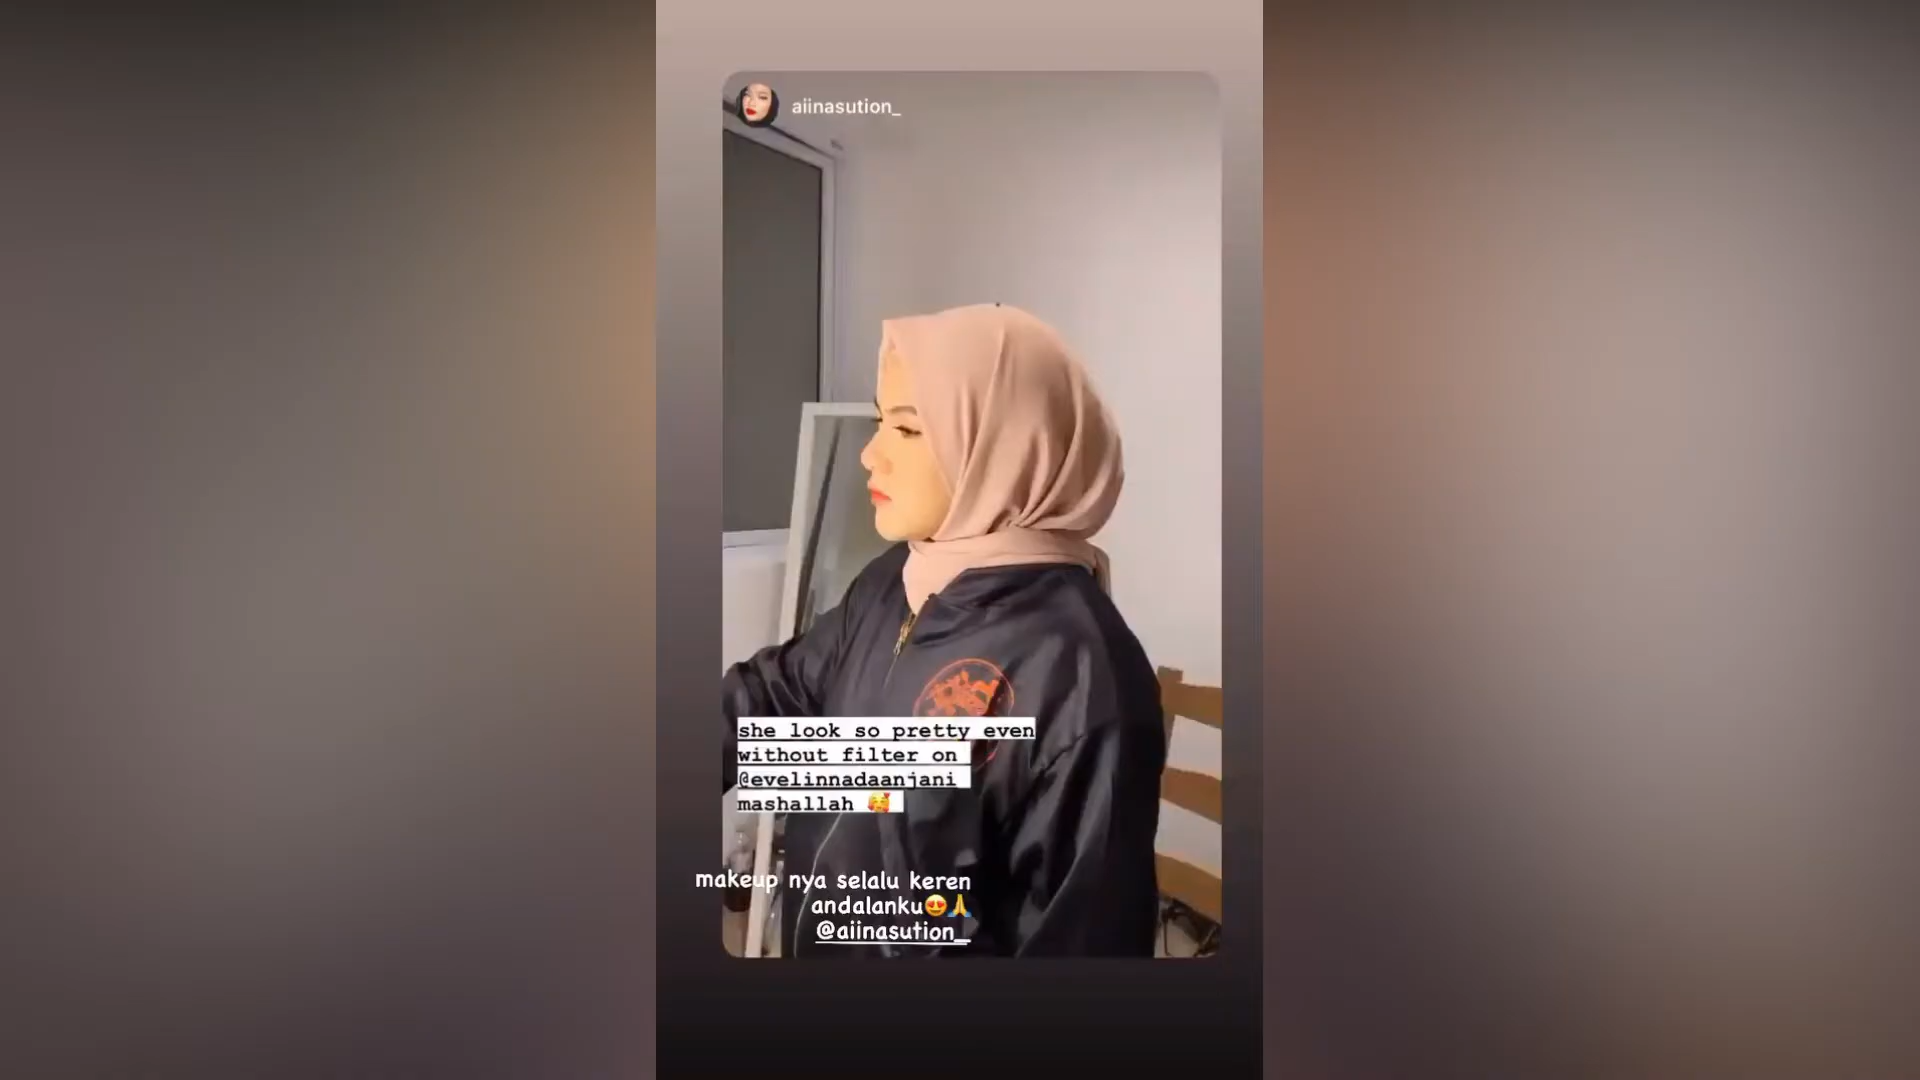 aiinasution_
she look so pretty even
without filter on
@evelinnadaanjani
mashallah 🥰
makeup nya selalu keren
andalanku😍🙏
@aiinasution_